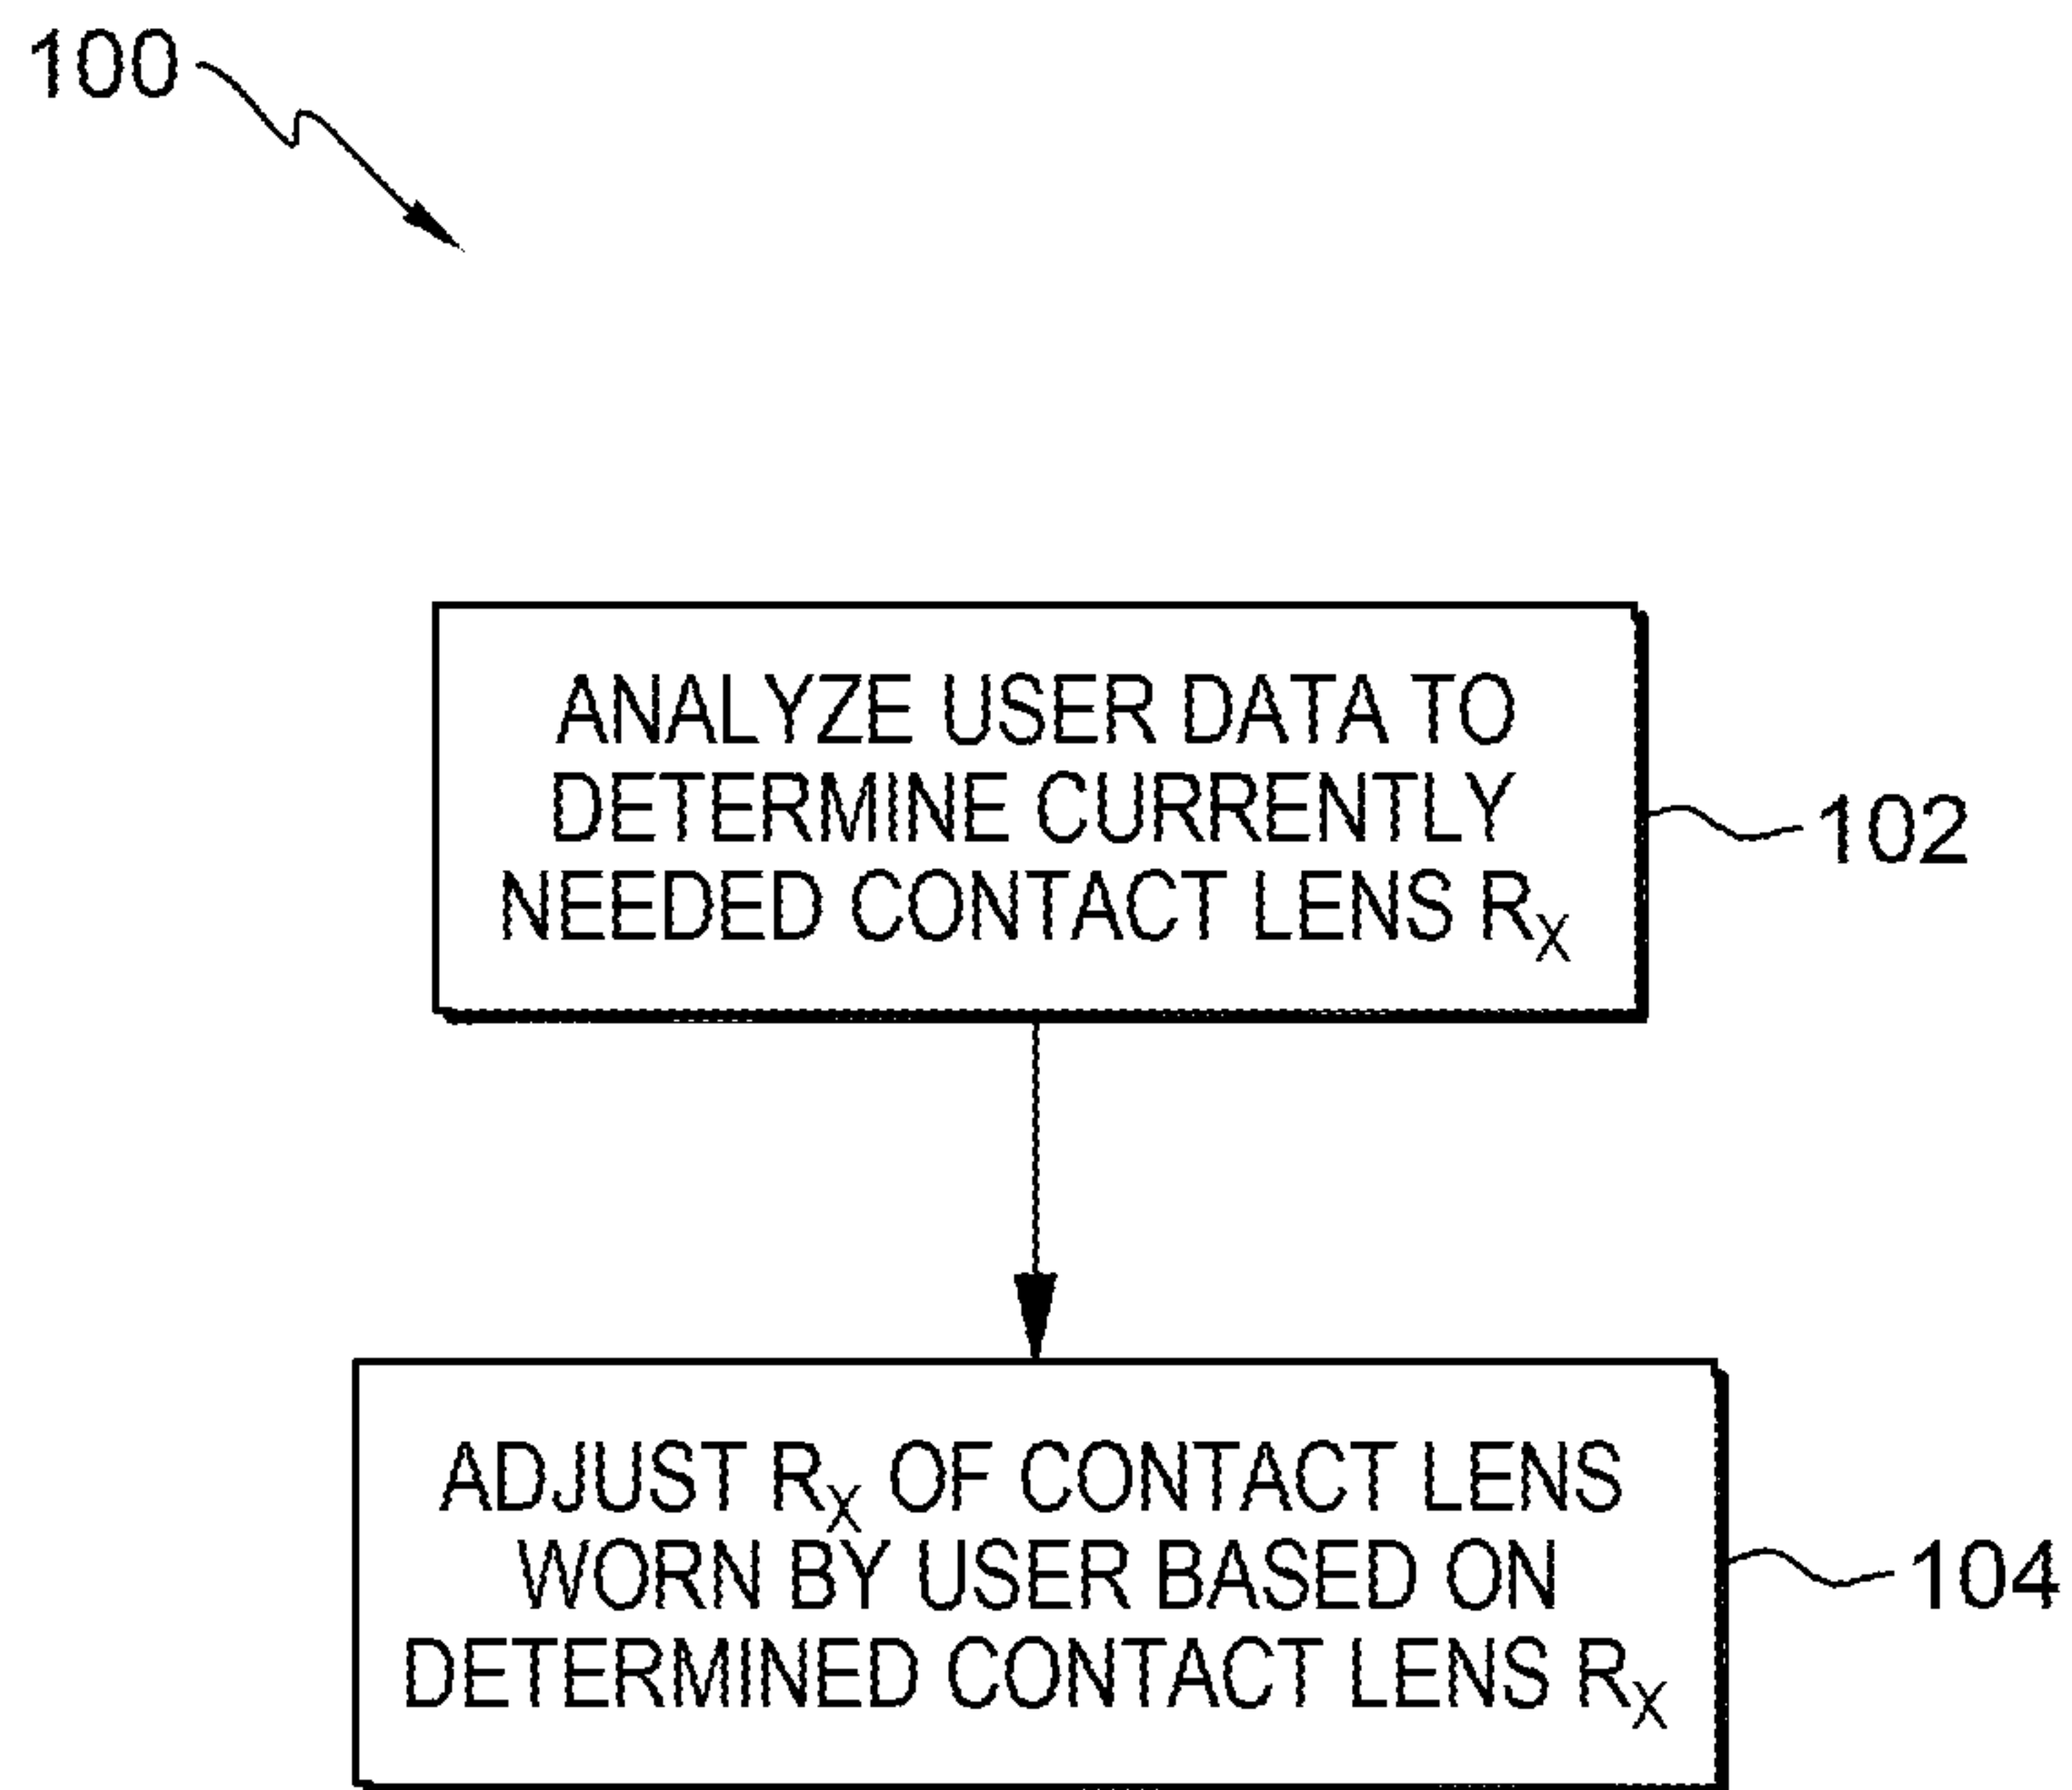 100
ANALYZE USER DATA TO
DETERMINE CURRENTLY
NEEDED CONTACT LENS RX
102
ADJUST RX OF CONTACT LENS
WORN BY USER BASED ON
DETERMINED CONTACT LENS RX
104